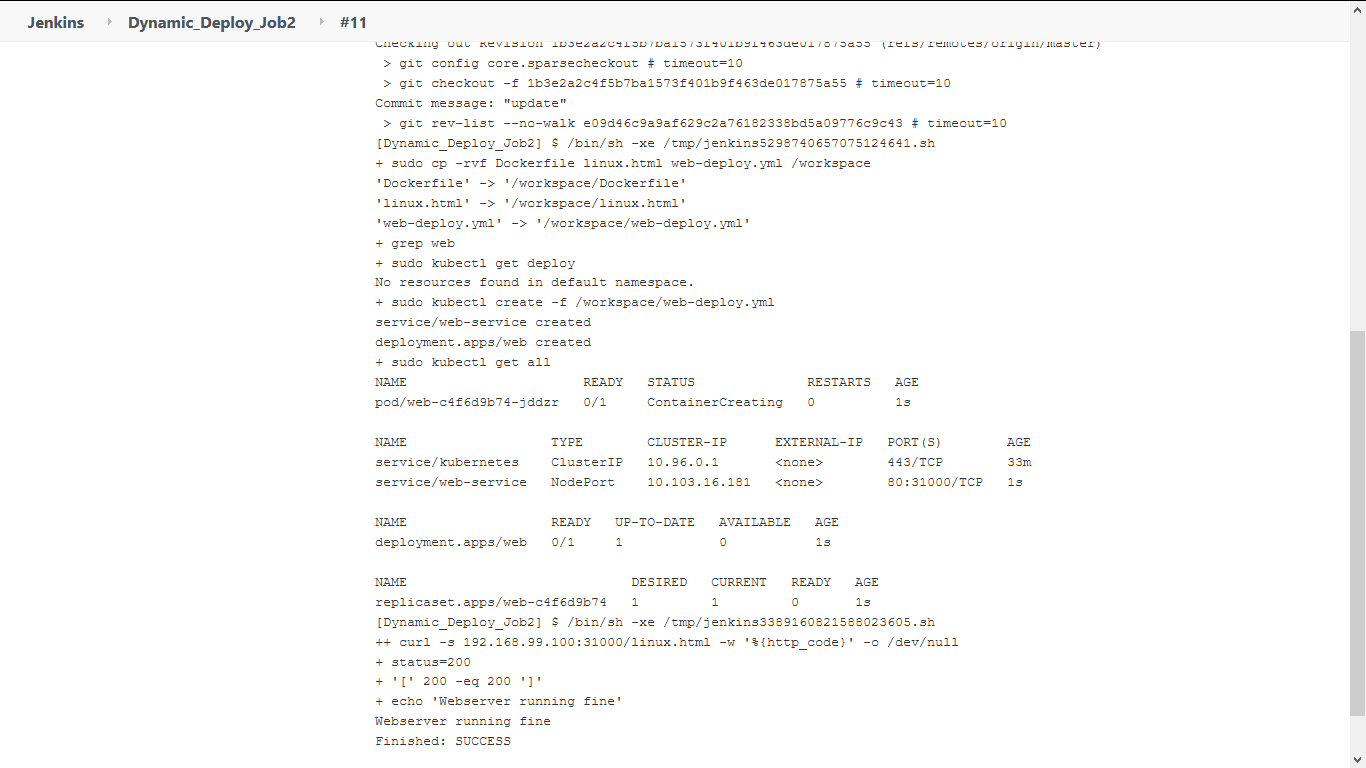 Jenkins Dynamic_Deploy_Job2 #11
Checking out Revision 1b3e2a2c4f5b7ba1573f401b9f463de017875a55 (refs/remotes/origin/master)
> git config core.sparsecheckout # timeout=10
> git checkout -f 1b3e2a2c4f5b7ba1573f401b9f463de017875a55 # timeout=10
Commit message: "update"
> git rev-list --no-walk e09d46c9a9af629c2a76182338bd5a09776c9c43 # timeout=10
[Dynamic_Deploy_Job2] $ /bin/sh -xe /tmp/jenkins5298740657075124641.sh
+ sudo cp -rvf Dockerfile linux.html web-deploy.yml /workspace
'Dockerfile' -> '/workspace/Dockerfile'
'linux.html' -> '/workspace/linux.html'
'web-deploy.yml' -> '/workspace/web-deploy.yml'
+ grep web
+ sudo kubectl get deploy
No resources found in default namespace.
+ sudo kubectl create -f /workspace/web-deploy.yml
service/web-service created
deployment.apps/web created
+ sudo kubectl get all
NAME READY STATUS RESTARTS AGE
pod/web-c4f6d9b74-jddzr 0/1 ContainerCreating 0 1s
NAME TYPE CLUSTER-IP EXTERNAL-IP PORT(S) AGE
service/kubernetes ClusterIP 10.96.0.1 <none> 443/TCP 33m
service/web-service NodePort 10.103.16.181 <none> 80:31000/TCP 1s
NAME READY UP-TO-DATE AVAILABLE AGE
deployment.apps/web 0/1 1 0 1s
NAME DESIRED CURRENT READY AGE
replicaset.apps/web-c4f6d9b74 1 1 0 1s
[Dynamic_Deploy_Job2] $ /bin/sh -xe /tmp/jenkins3389160821588023605.sh
++ curl -s 192.168.99.100:31000/linux.html -w '%{http_code}' -o /dev/null
+ status=200
+ '[' 200 -eq 200 ']'
+ echo 'Webserver running fine'
Webserver running fine
Finished: SUCCESS